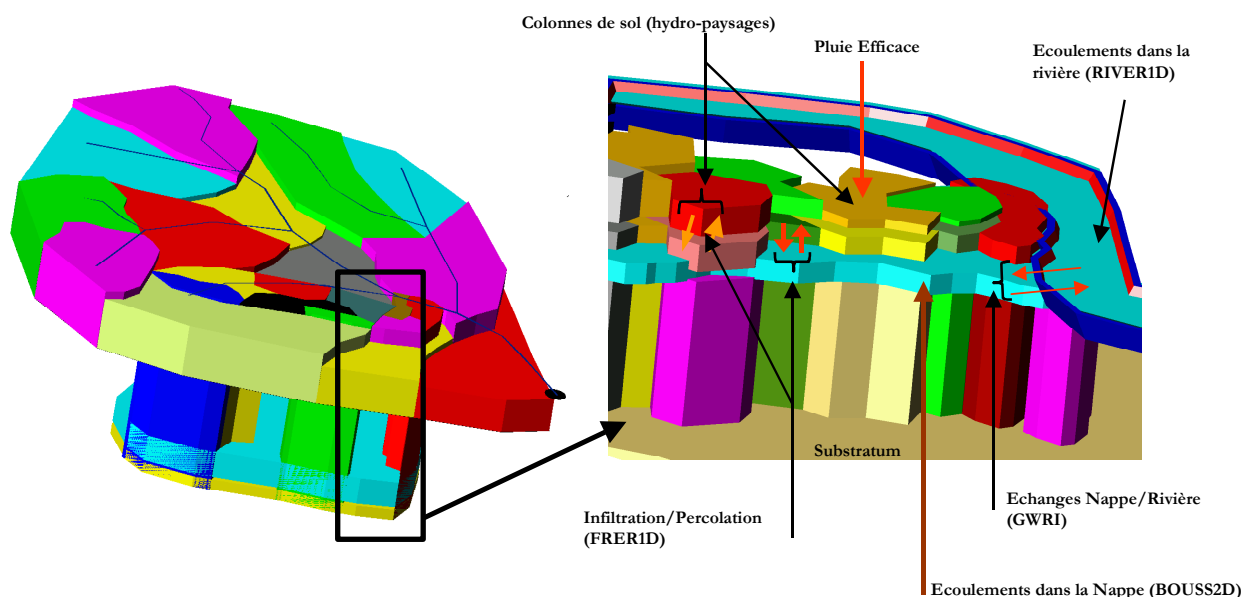 Colonnes de sol (hydro-paysages)
Pluie Efficace
Ecoulements dans la
rivière (RIVER1D)
Substratum
Infiltration/Percolation
(FRER1D)
Echanges Nappe/Rivière
(GWRI)
Ecoulements dans la Nappe (BOUSS2D)